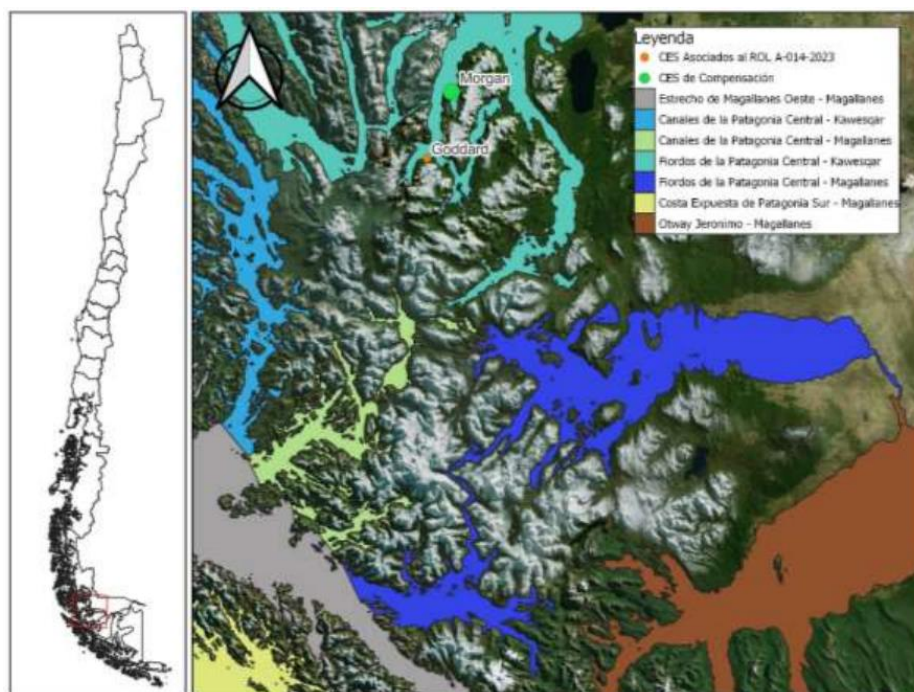 Leyenda
CES Asociados al ROL A-014-2023
CES de Compensación
Estrecho de Magallanes Oeste - Magallanes
Canales de la Patagonia Central - Kawesqar
Canales de la Patagonia Central - Magallanes
Fiordos de la Patagonia Central - Kawesqar
Fiordos de la Patagonia Central - Magallanes
Costa Expuesta de Patagonia Sur - Magallanes
Otway Jeronimo - Magallanes
Morgan
Goddard